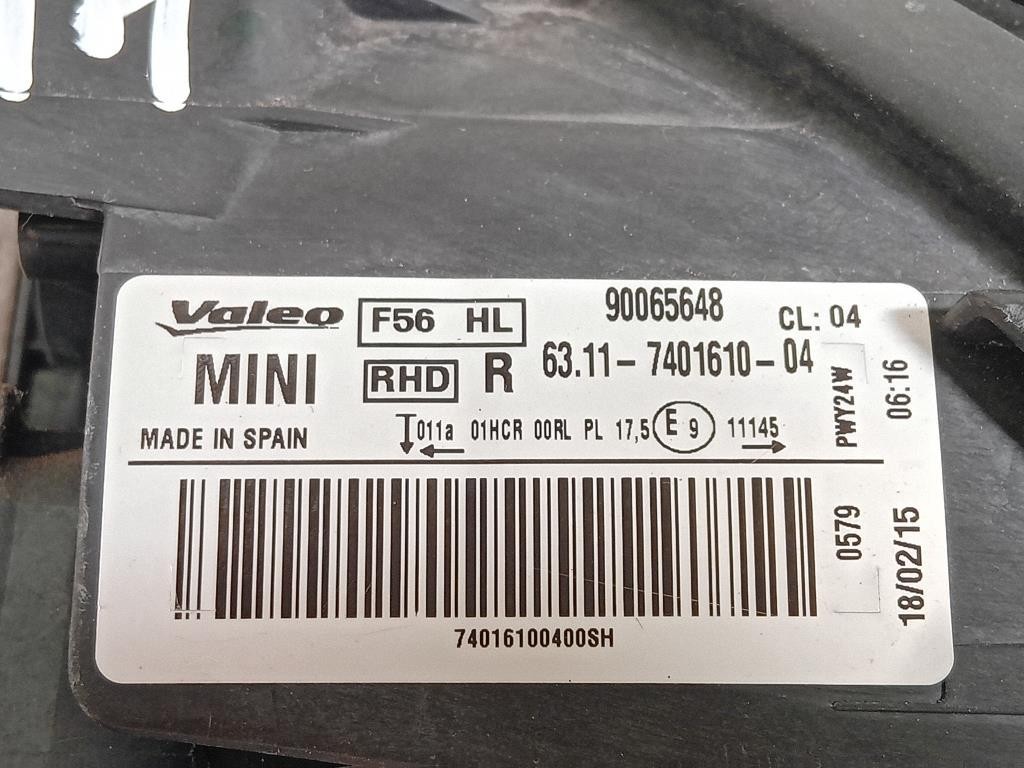 Valeo F56 HL 90065648 CL: 04
MINI RHD R 63.11-7401610-04
MADE IN SPAIN 011a 01HCR 00RL PL 17,5 E 9 11145
PWY24W
06:16
0579
18/02/15
74016100400SH